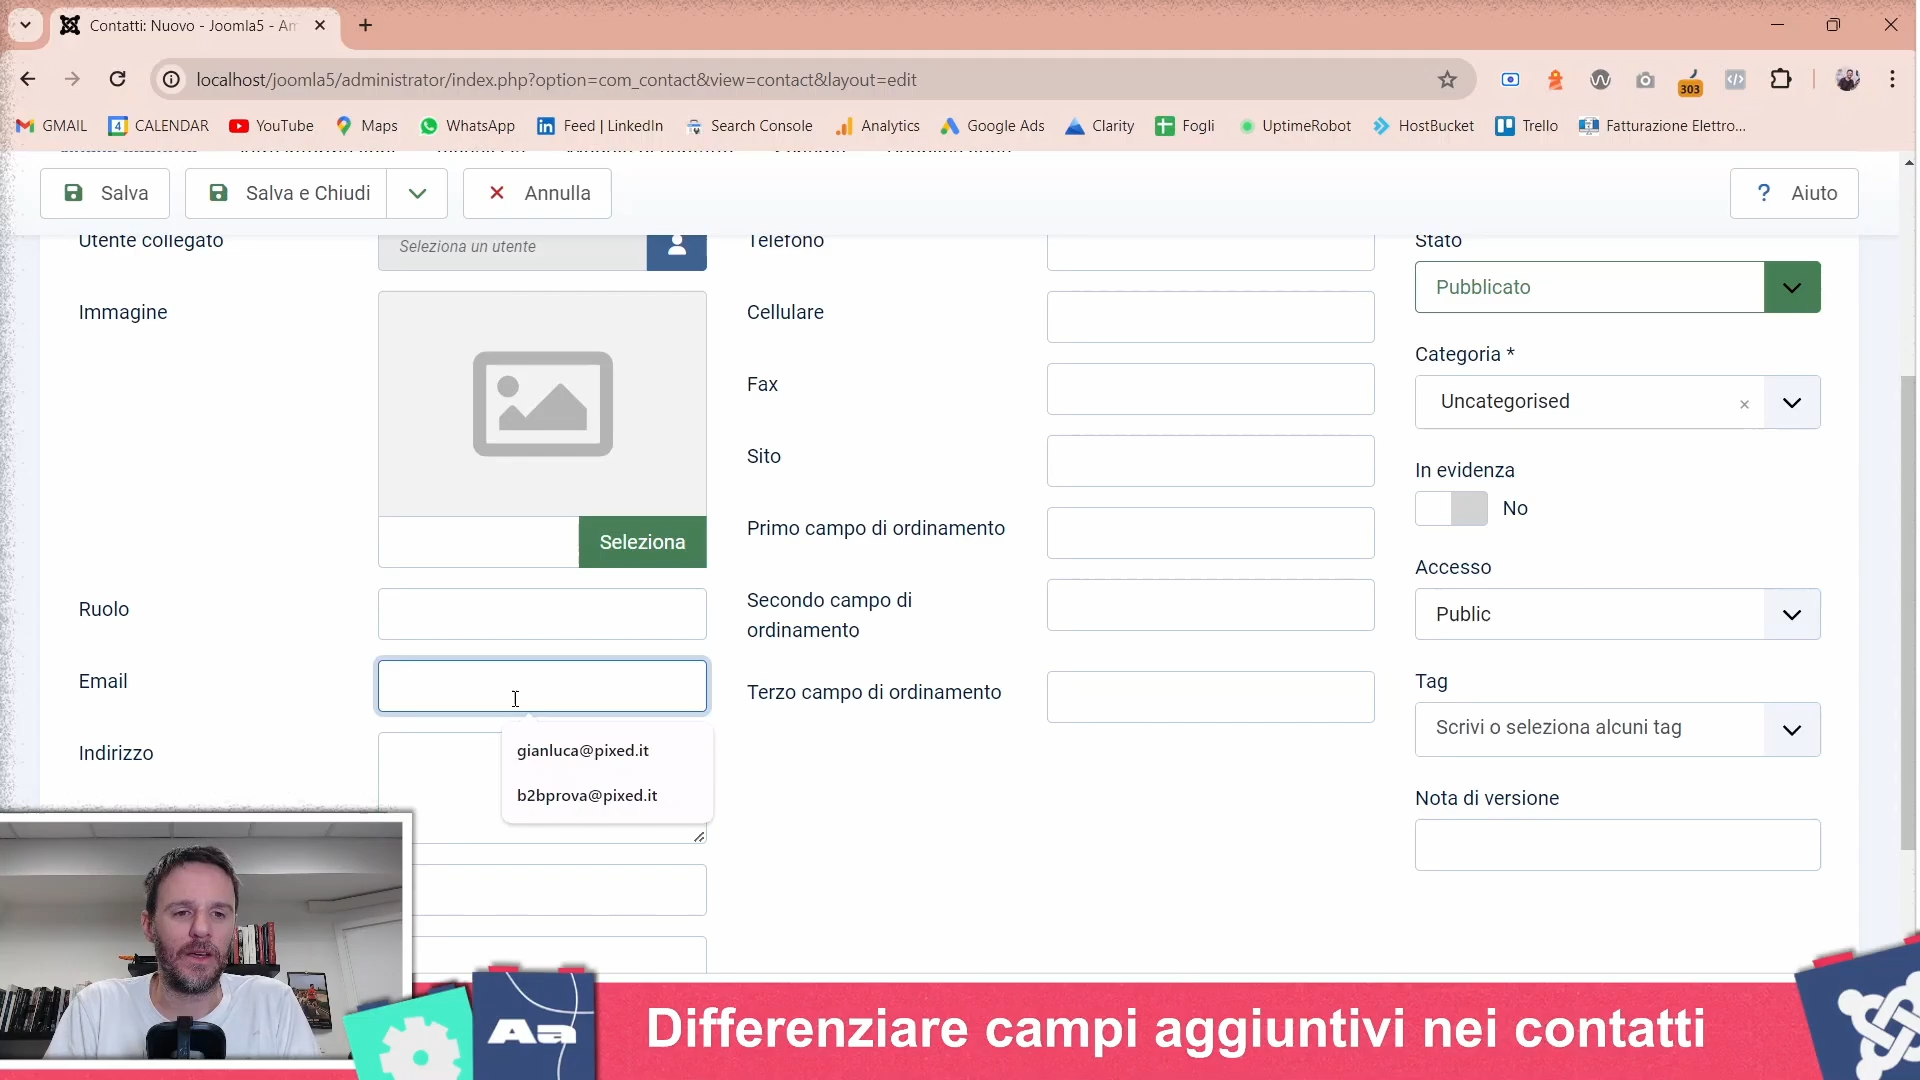 Contatti: Nuovo - Joomla5 - Am
localhost/joomla5/administrator/index.php?option=com_contact&view=contact&layout=edit
303
GMAIL
4
CALENDAR
YouTube
Maps
WhatsApp
Feed | LinkedIn
Search Console
Analytics
Google Ads
Clarity
Fogli
UptimeRobot
HostBucket
Trello
Fatturazione Elettro...
Salva
Salva e Chiudi
Annulla
? Aiuto
Utente collegato
Seleziona un utente
Telefono
Stato
Pubblicato
Immagine
Cellulare
Categoria *
Fax
Uncategorised
Sito
In evidenza
No
Primo campo di ordinamento
Seleziona
Accesso
Ruolo
Secondo campo di
ordinamento
Public
Email
Terzo campo di ordinamento
Tag
Scrivi o seleziona alcuni tag
Indirizzo
gianluca@pixed.it
b2bprova@pixed.it
Nota di versione
Aa
Differenziare campi aggiuntivi nei contatti